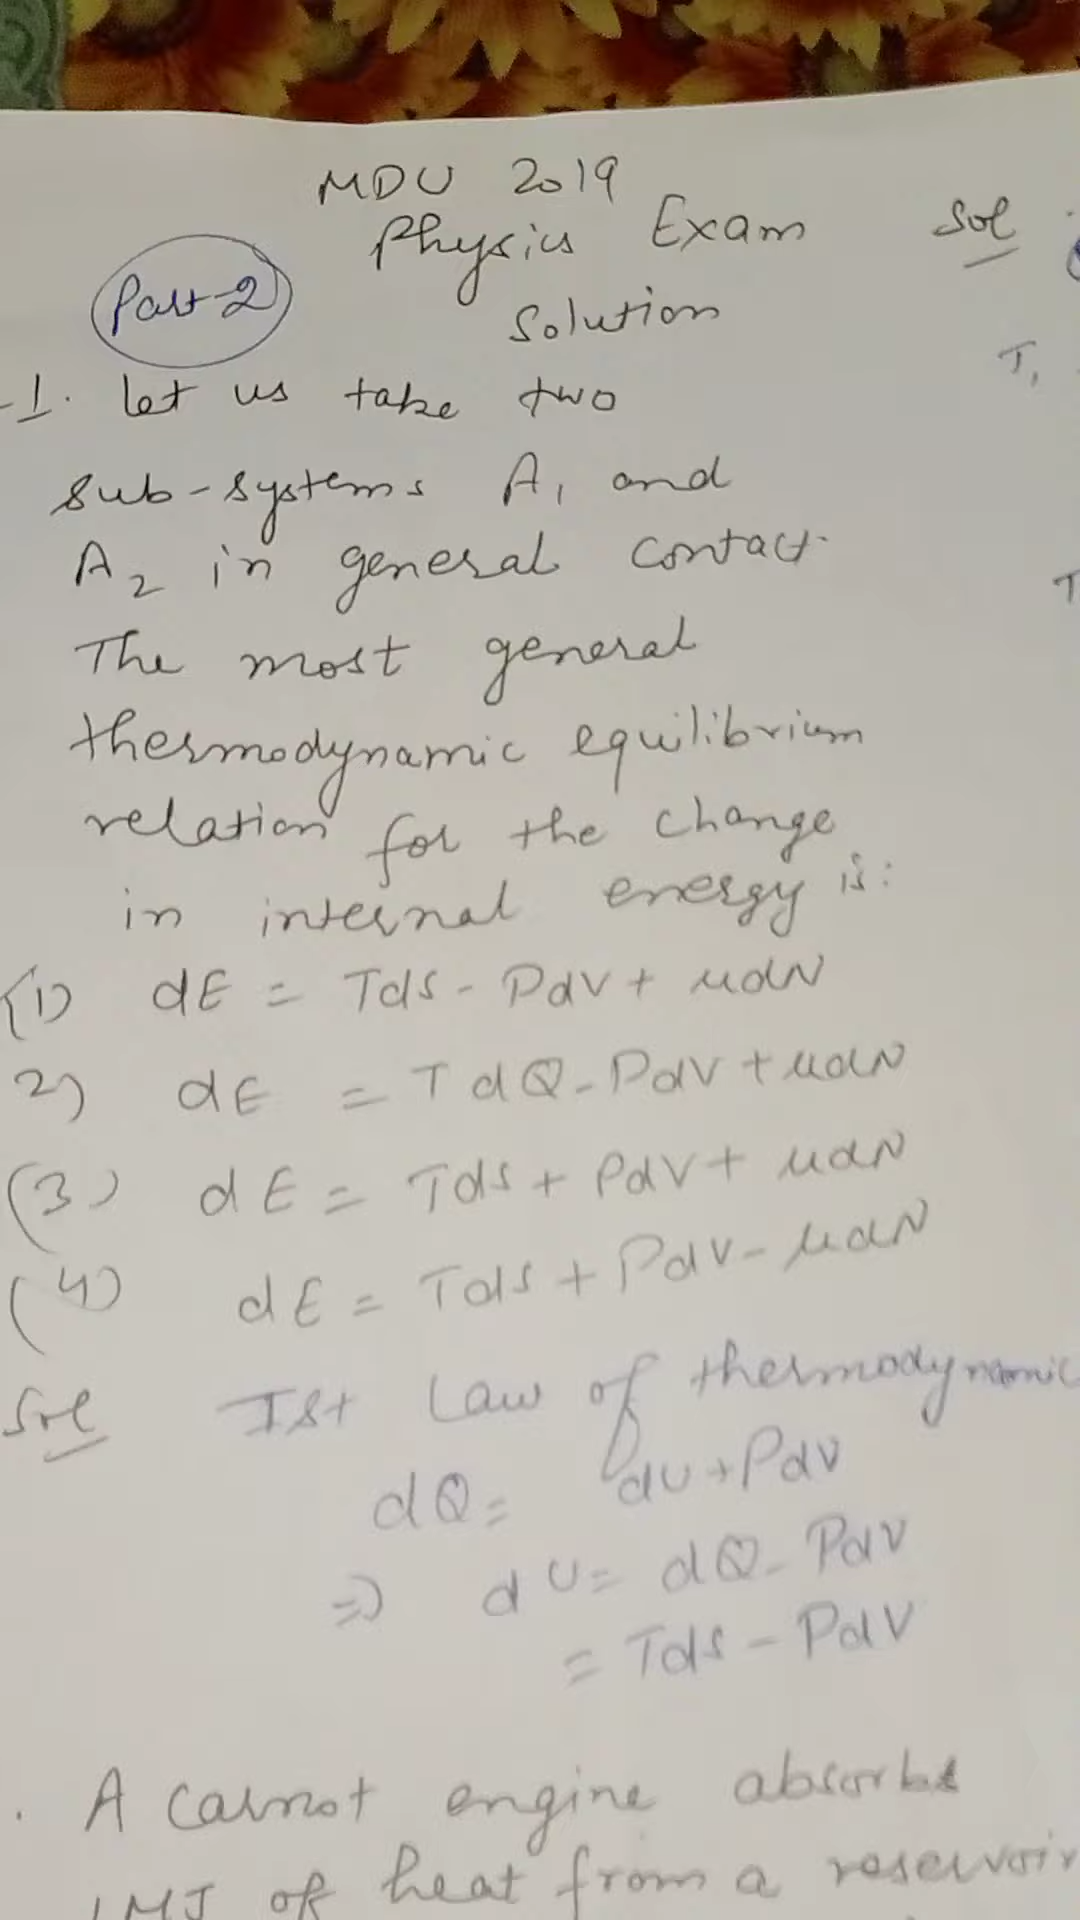 MDU 2019
Physics Exam
Solution
Part-2
Sol
T1
T
1. let us take two
sub-systems A1 and
A2 in general contact.
The most general
thermodynamic equilibrium
relation for the change
in internal energy is:
(1) dE = Tds - PdV + μdN
2) dE = T dQ - PdV + μdN
(3) dE = Tds + PdV + μdN
(4) dE = Tds + PdV - μdN
Sol Ist Law of thermodynamic
dQ = dU + PdV
=> dU = dQ - PdV
= Tds - PdV
. A carnot engine absorbs
1MJ of heat from a reservoir